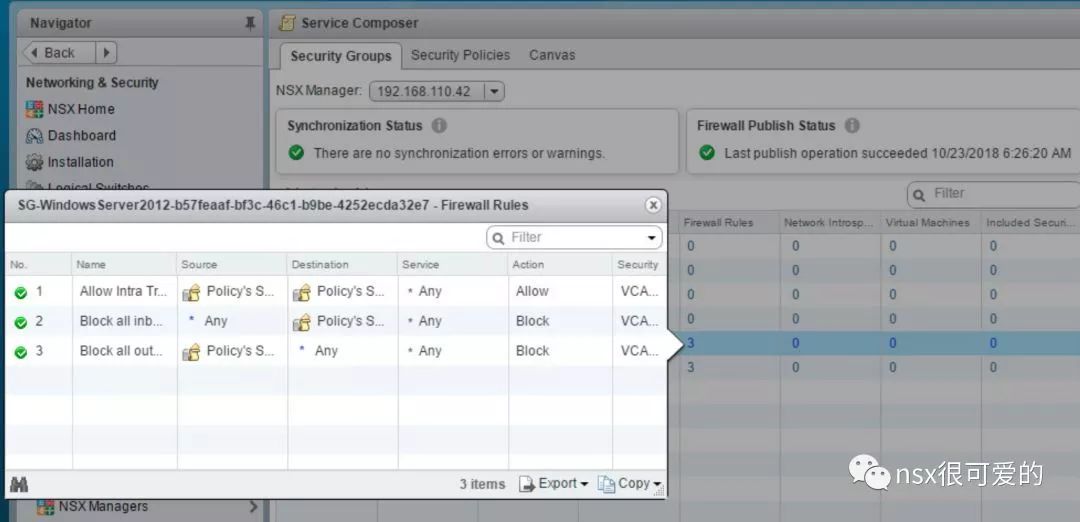 Navigator
Back
Networking & Security
NSX Home
Dashboard
Installation
Logical Switches
NSX Managers
Service Composer
Security Groups Security Policies Canvas
NSX Manager: 192.168.110.42
Synchronization Status
There are no synchronization errors or warnings.
Firewall Publish Status
Last publish operation succeeded 10/23/2018 6:26:20 AM
Filter
Firewall Rules Network Introsp... Virtual Machines Included Securi...
0 0 0 0
0 0 0 0
0 0 0 0
0 0 0 0
3 0 0 0
3 0 0 0
SG-WindowsServer2012-b57feaaf-bf3c-46c1-b9be-4252ecda32e7 - Firewall Rules
Filter
No. Name Source Destination Service Action Security
1 Allow Intra Tr... Policy's S... Policy's S... * Any Allow VCA...
2 Block all inb... * Any Policy's S... * Any Block VCA...
3 Block all out... Policy's S... * Any * Any Block VCA...
3 items Export Copy
nsx很可爱的